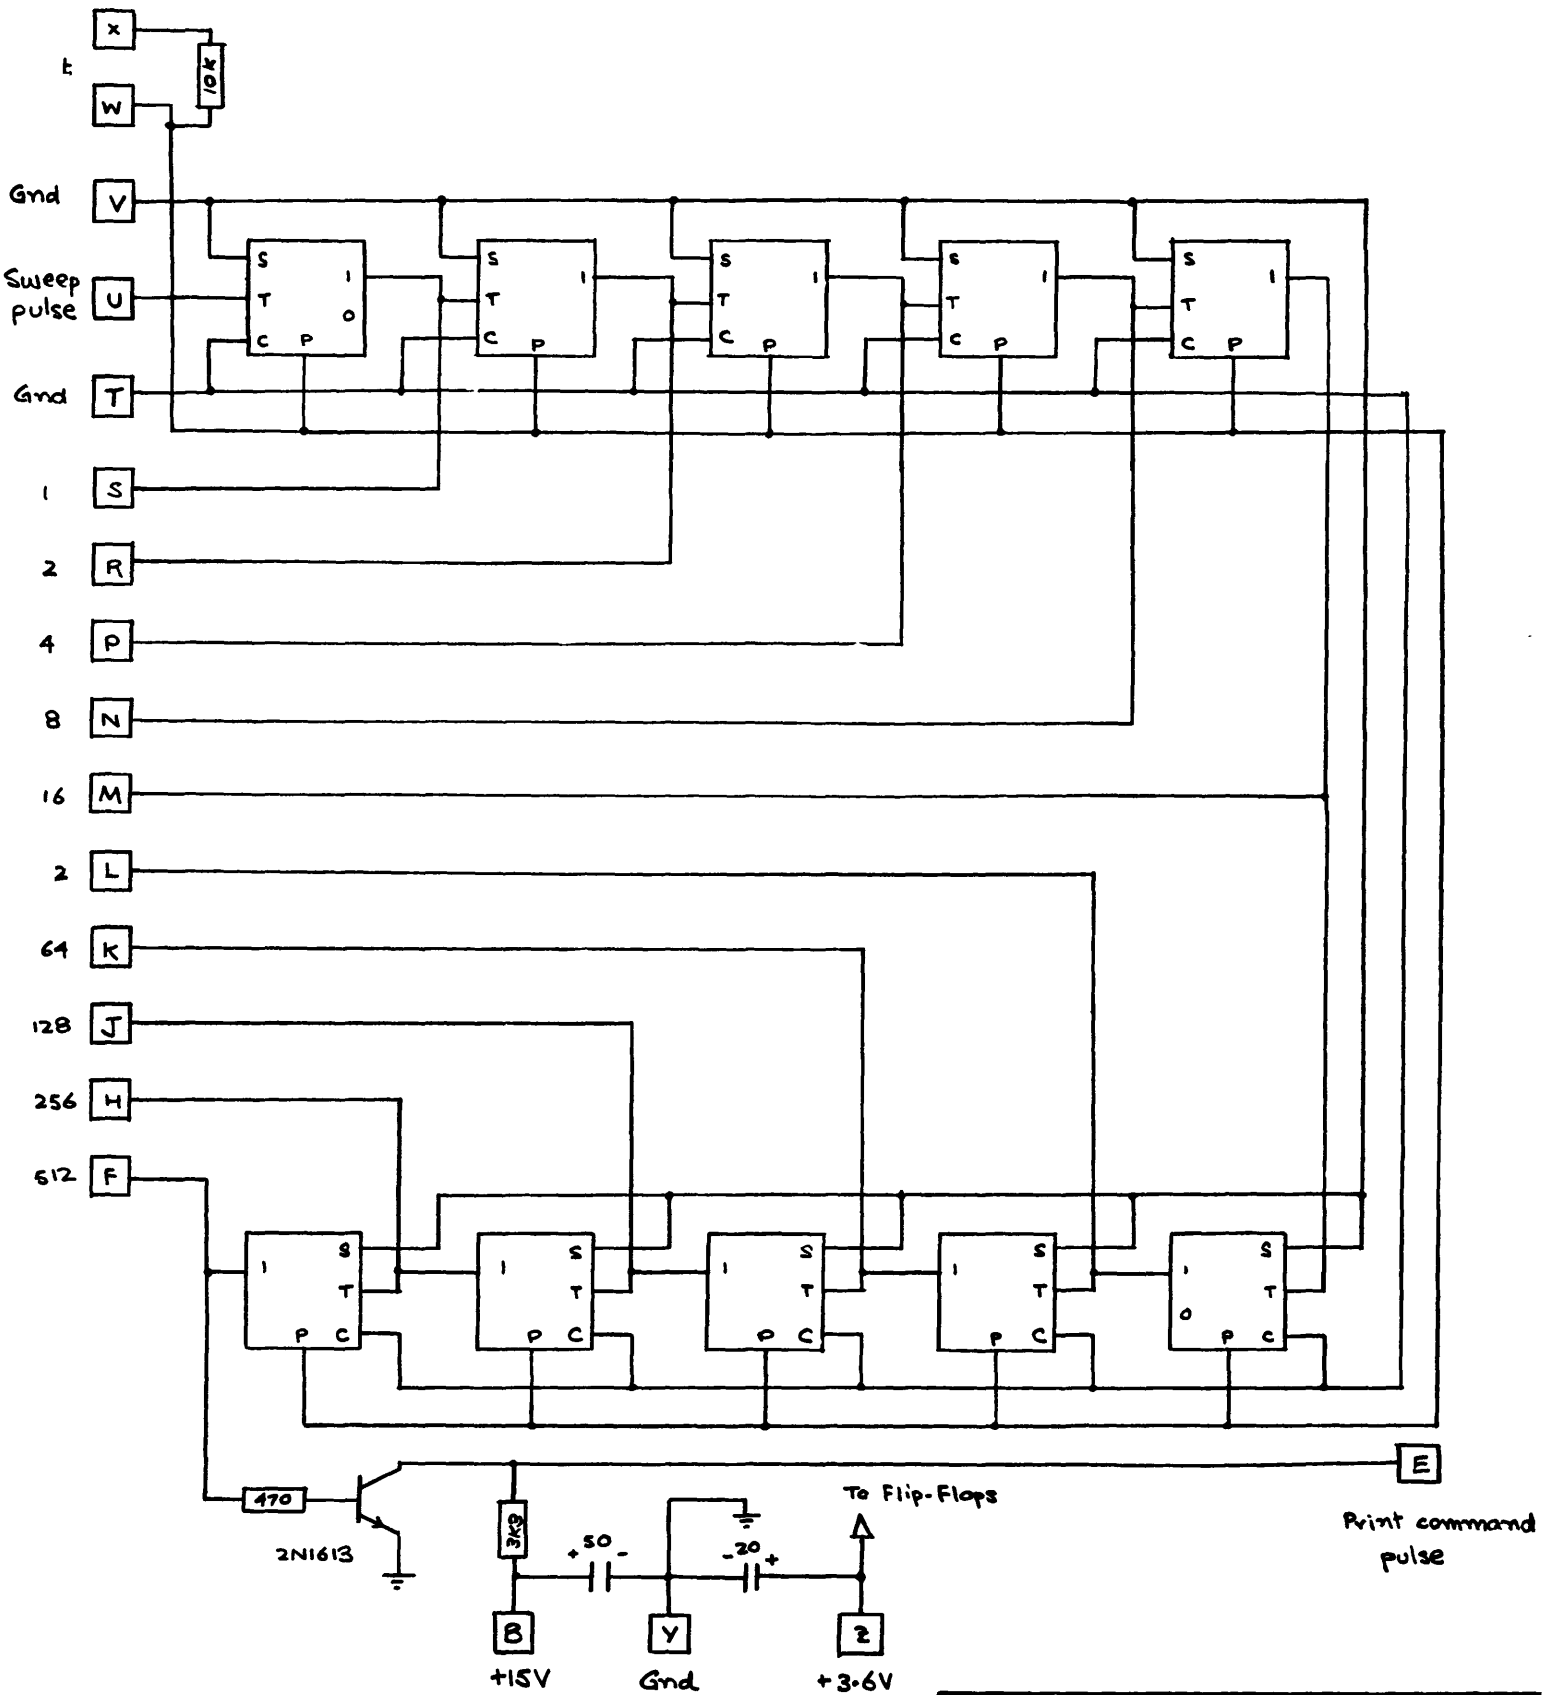 X
10K
t
W
Gnd V
S S S S S
1 1 1 1 1
Sweep pulse U
T T T T T
0
C P C P C P C P C P
Gnd T
1 S
2 R
4 P
8 N
16 M
2 L
64 K
128 J
256 H
512 F
1 S 1 S 1 S 1 S 1 S
T T T T T
0
P C P C P C P C P C
E
470
To Flip-Flops
3K3
Print command
pulse
2N1613
+ 50 -
- 20 +
B Y Z
+15V Gnd +3.6V